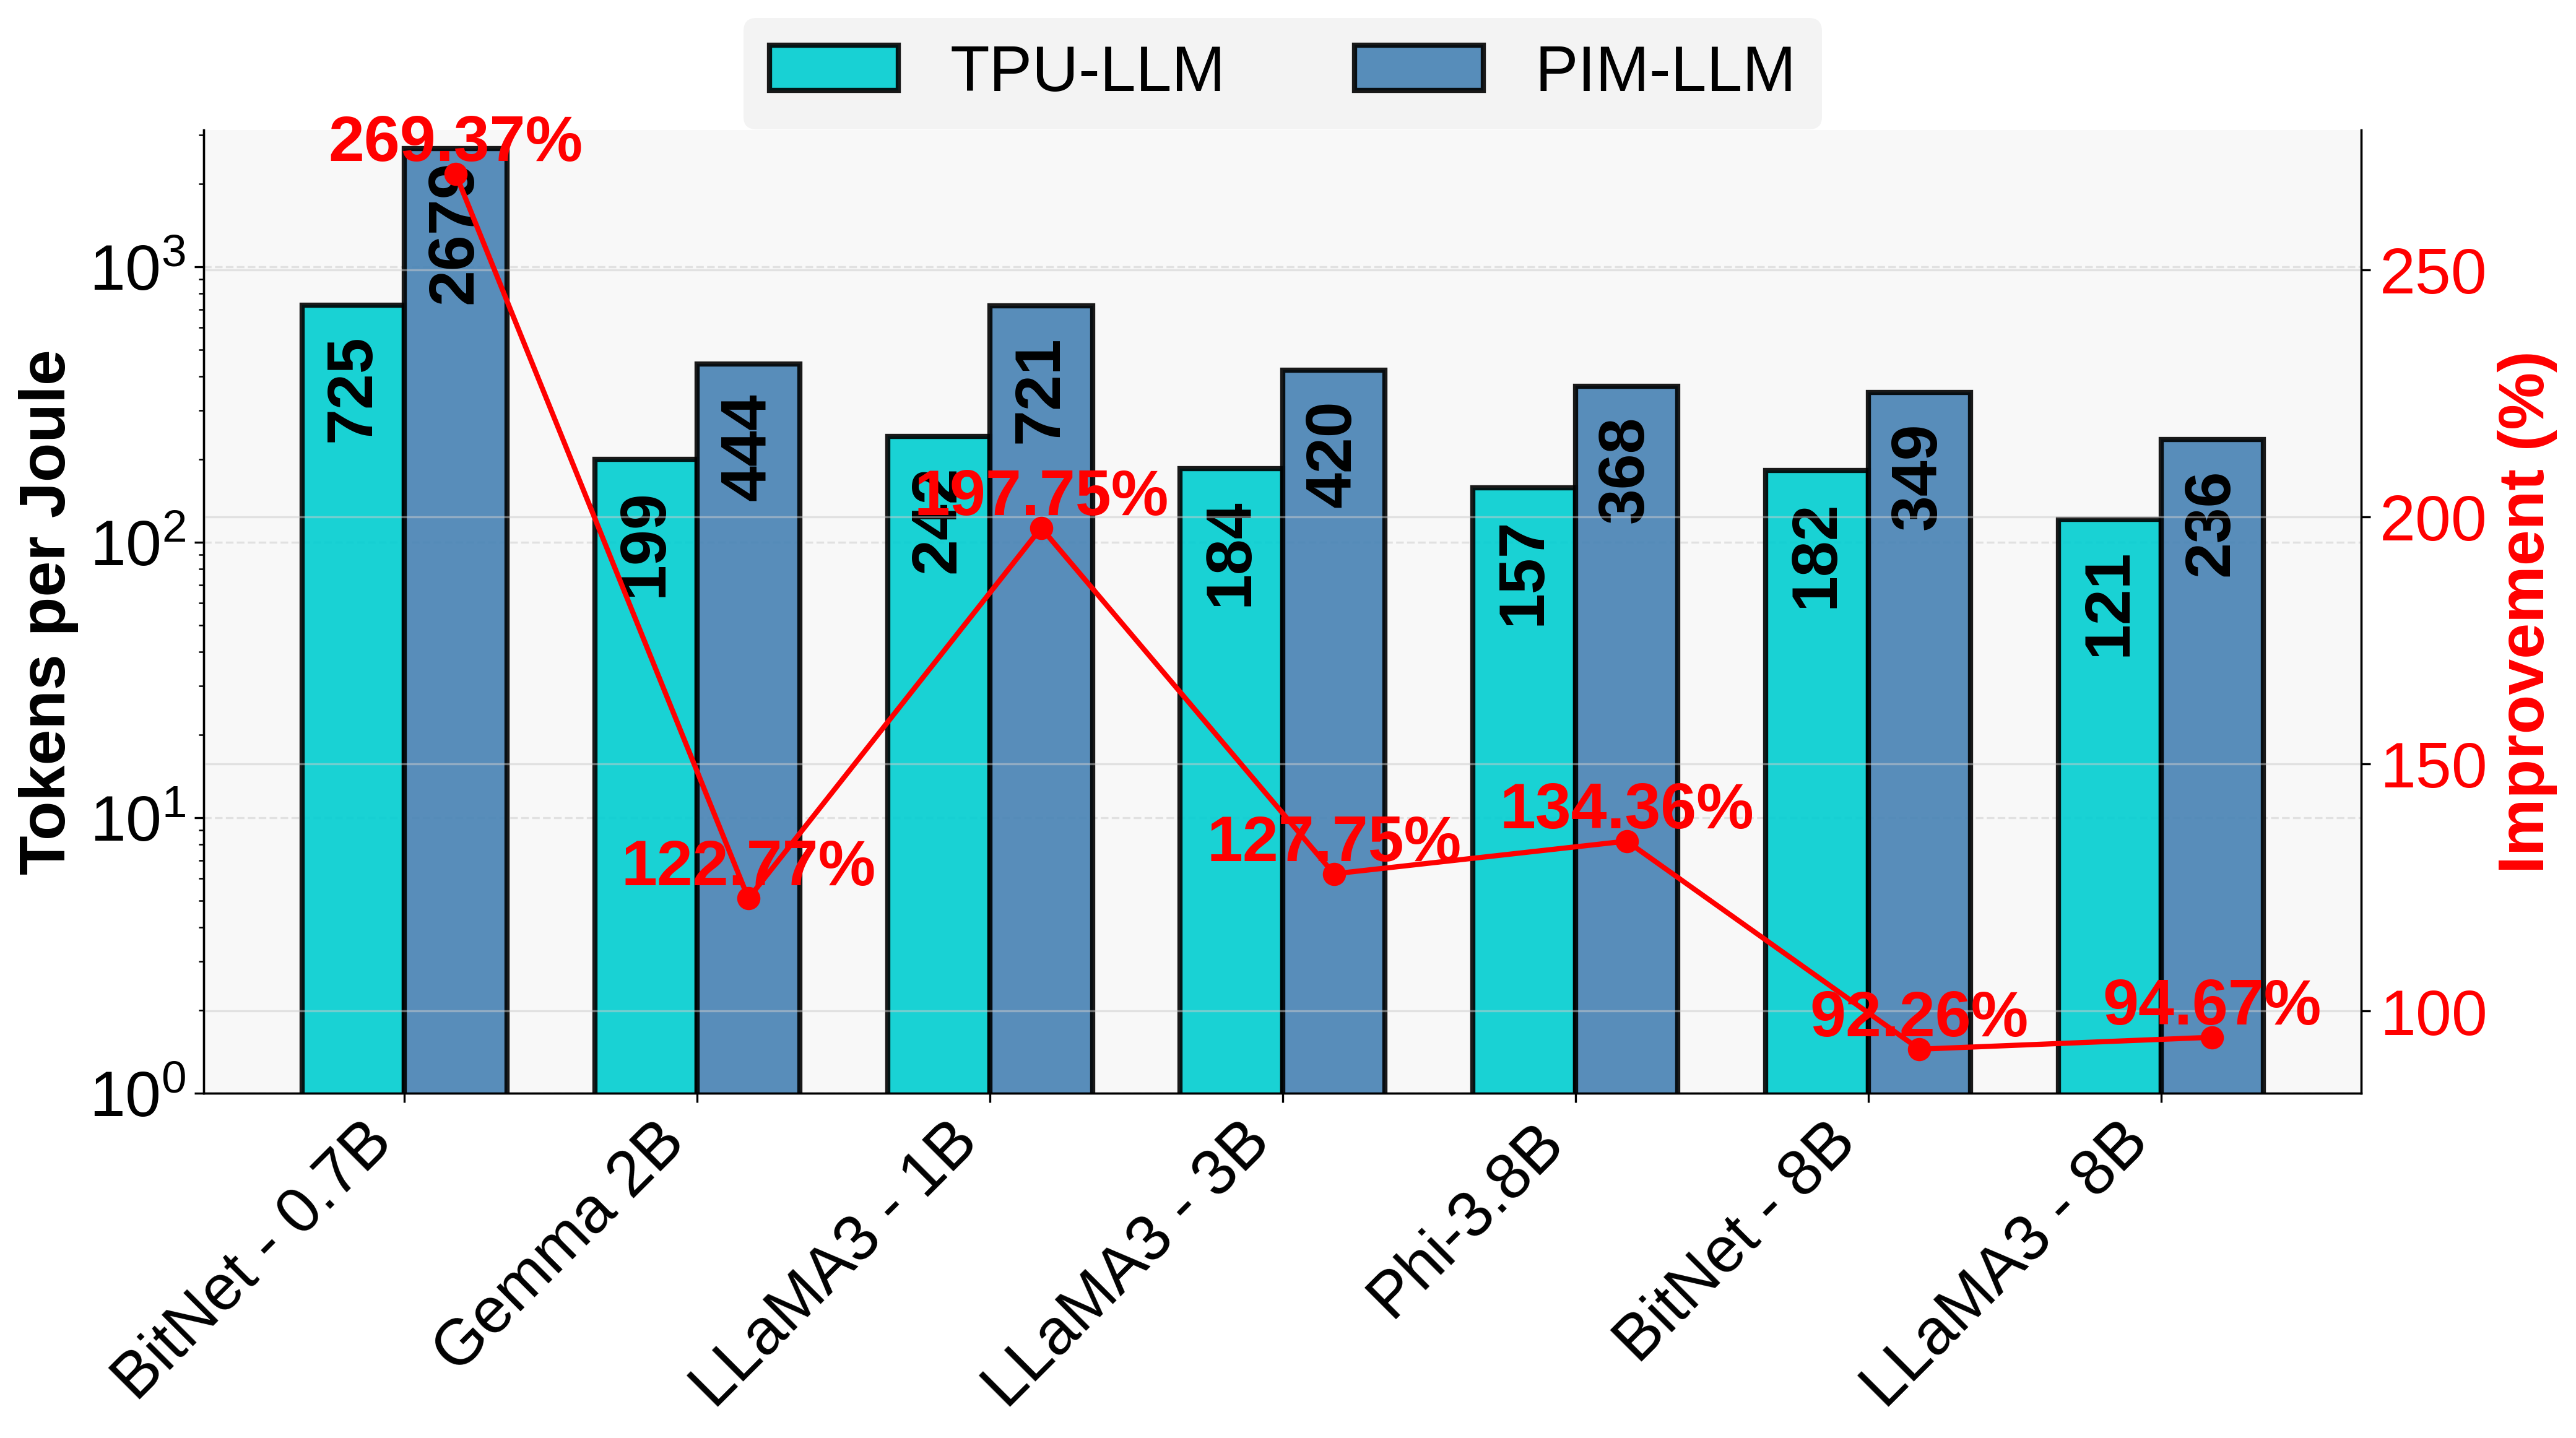 TPU-LLM PIM-LLM
Tokens per Joule
10³
10²
10¹
10⁰
725
2679
199
444
242
721
184
420
157
368
182
349
121
236
269.37%
122.77%
197.75%
127.75%
134.36%
92.26%
94.67%
250
200
150
100
Improvement (%)
BitNet - 0.7B
Gemma 2B
LLaMA3 - 1B
LLaMA3 - 3B
Phi-3.8B
BitNet - 8B
LLaMA3 - 8B